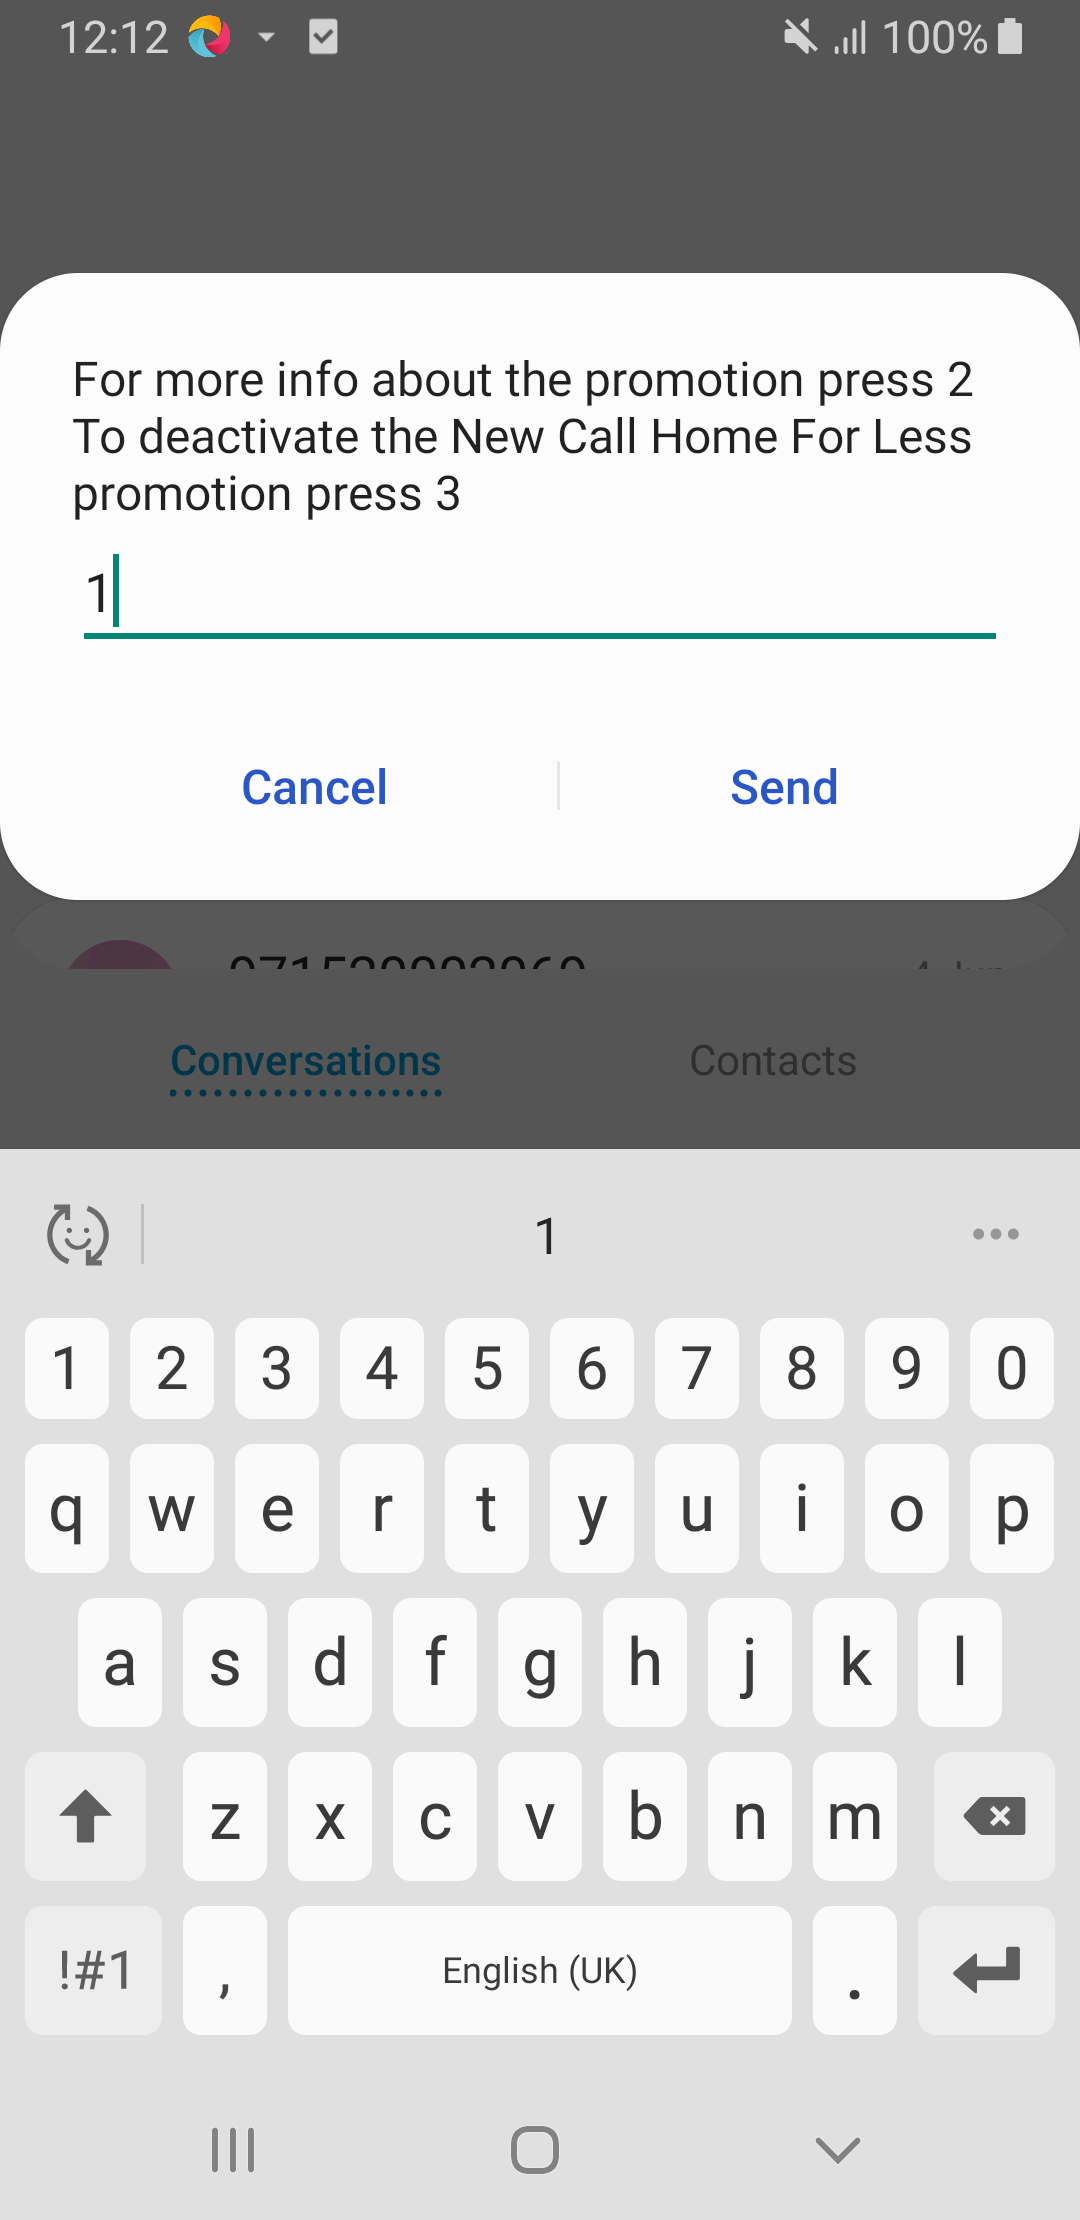 12:12 100%
For more info about the promotion press 2
To deactivate the New Call Home For Less
promotion press 3
1
Cancel Send
Conversations Contacts
1
1 2 3 4 5 6 7 8 9 0
q w e r t y u i o p
a s d f g h j k l
z x c v b n m
!#1 , English (UK) .